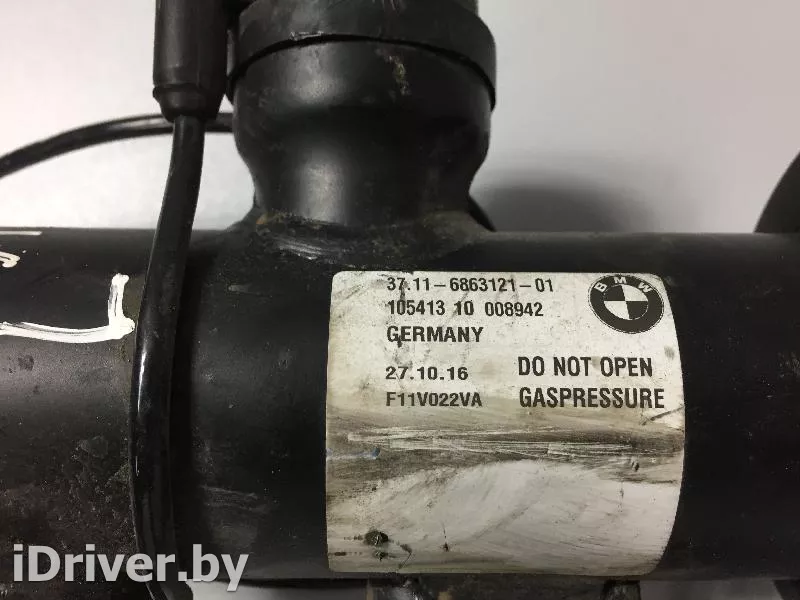 37.11-6863121-01
105413 10 008942
GERMANY
27.10.16 DO NOT OPEN
F11V022VA GASPRESSURE
BMW
iDriver.by